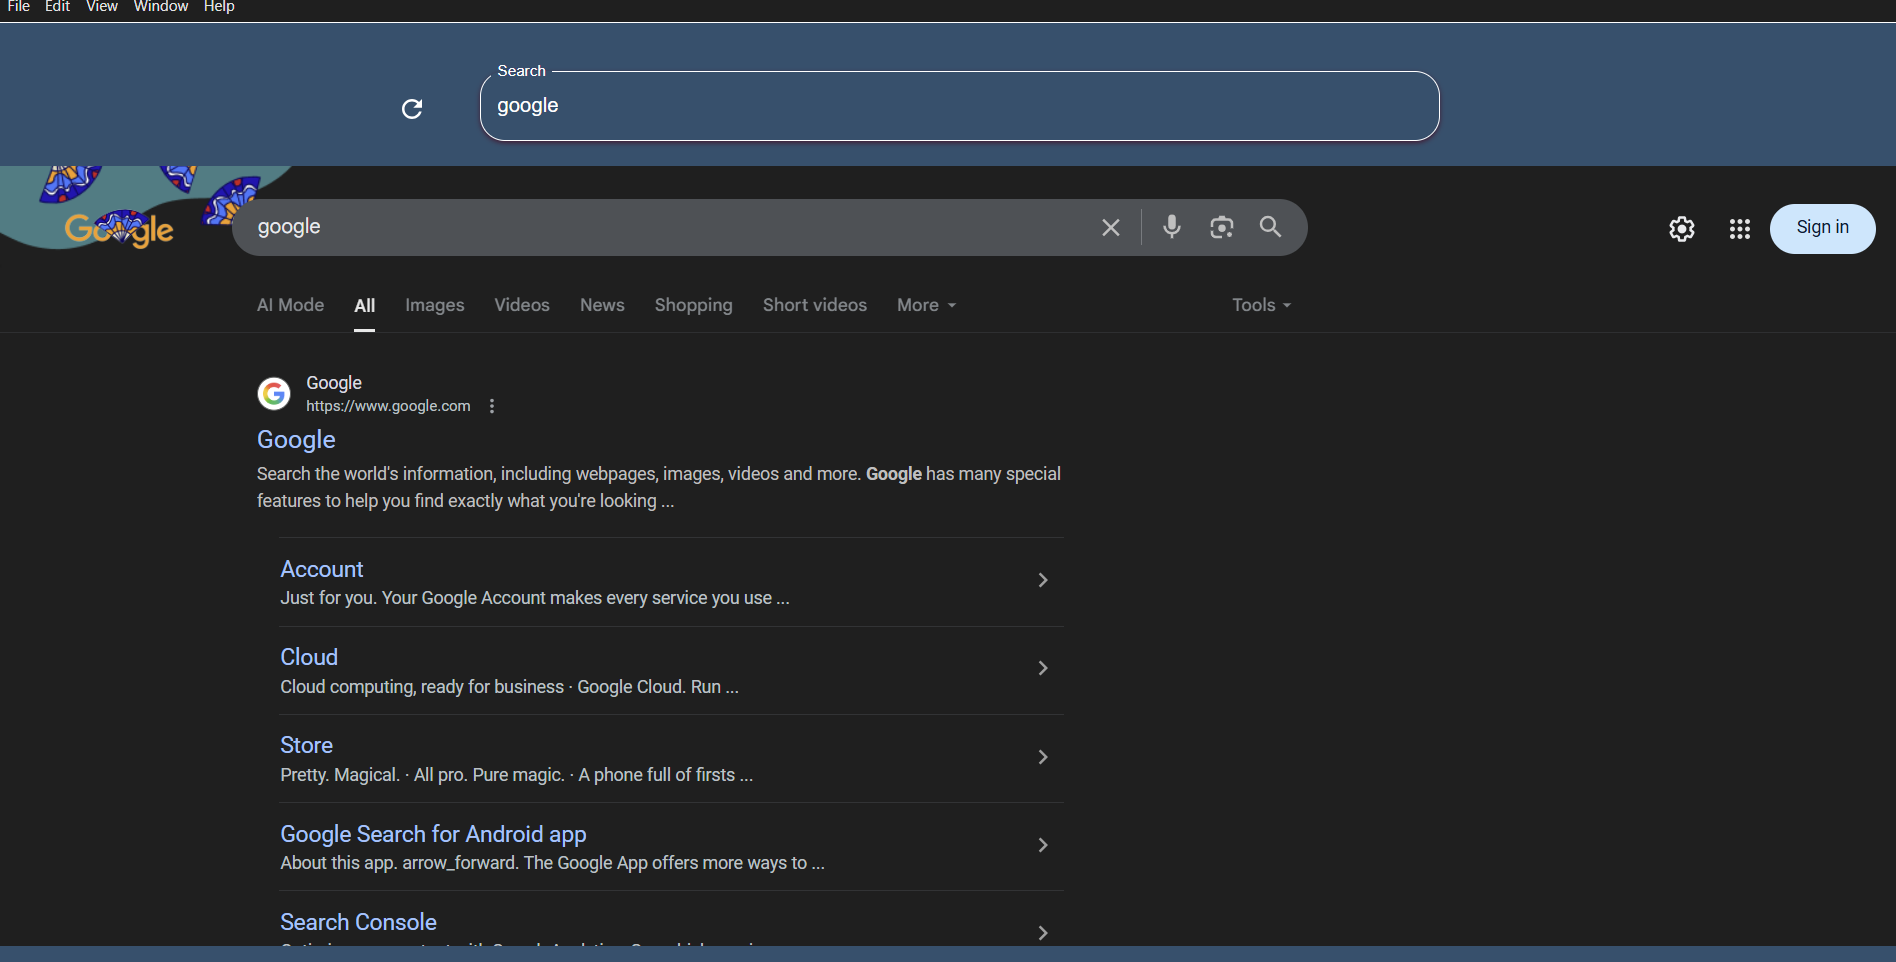 File Edit View Window Help
Search
google
Google
google
Sign in
AI Mode All Images Videos News Shopping Short videos More Tools
Google
https://www.google.com
Google
Search the world's information, including webpages, images, videos and more. Google has many special
features to help you find exactly what you're looking ...
Account
Just for you. Your Google Account makes every service you use ...
Cloud
Cloud computing, ready for business · Google Cloud. Run ...
Store
Pretty. Magical. · All pro. Pure magic. · A phone full of firsts ...
Google Search for Android app
About this app. arrow_forward. The Google App offers more ways to ...
Search Console